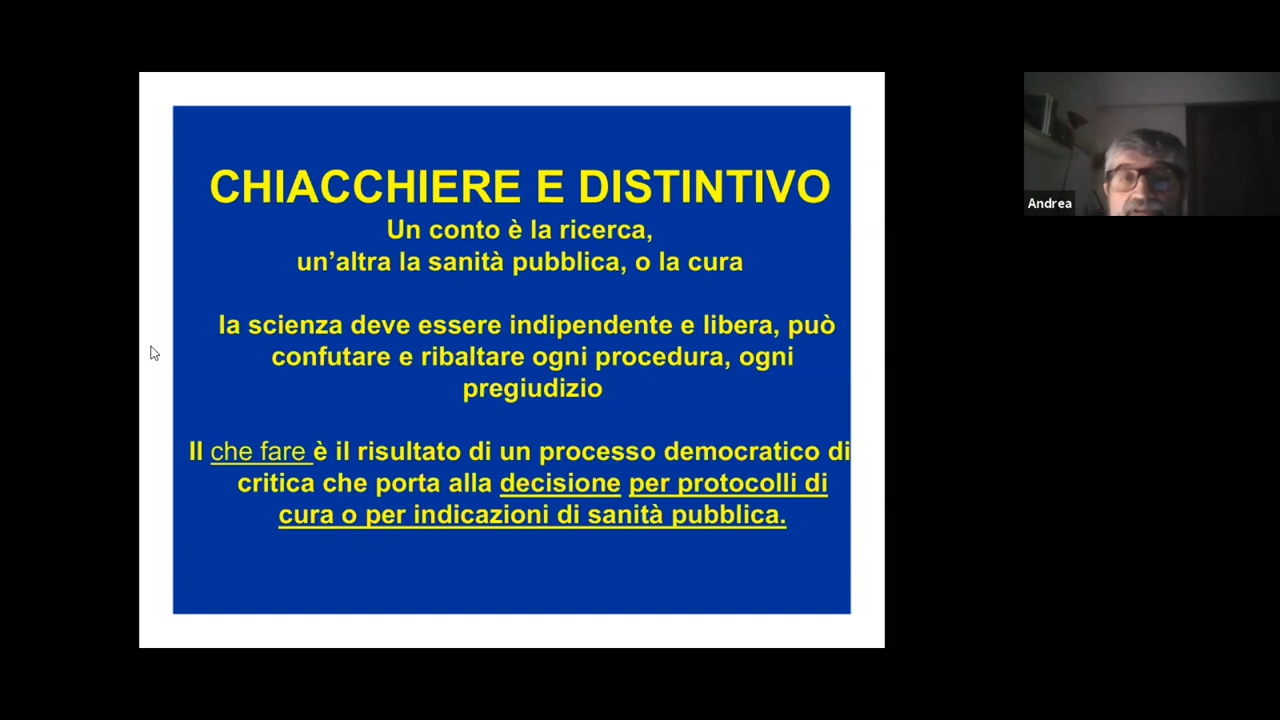 CHIACCHIERE E DISTINTIVO
Un conto è la ricerca,
un’altra la sanità pubblica, o la cura
la scienza deve essere indipendente e libera, può
confutare e ribaltare ogni procedura, ogni
pregiudizio
Il che fare è il risultato di un processo democratico di
critica che porta alla decisione per protocolli di
cura o per indicazioni di sanità pubblica.
Andrea